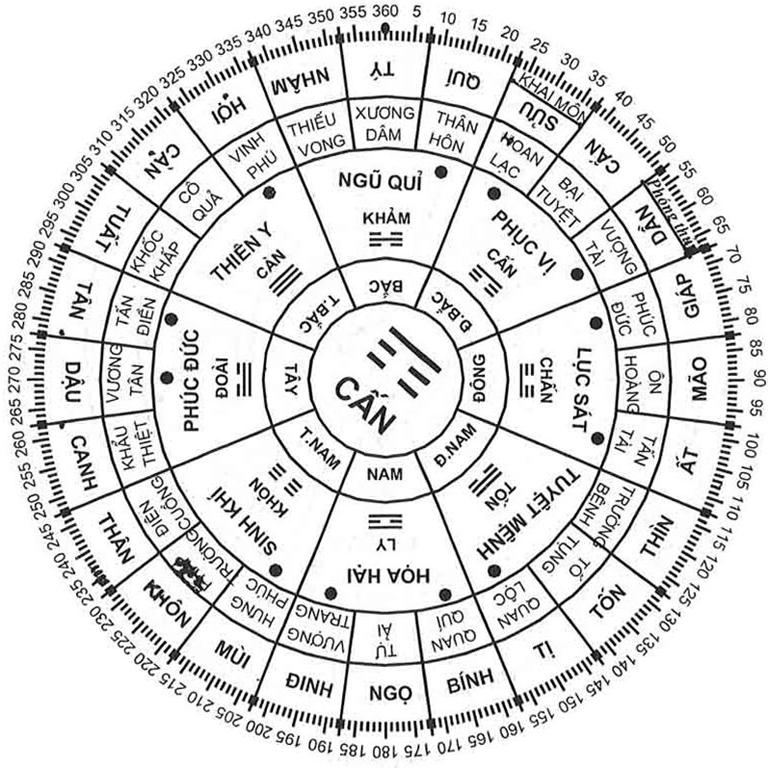 360
5
10
15
20
25
30
35
40
45
50
55
60
65
70
75
80
85
90
95
100
105
110
115
120
125
130
135
140
145
150
155
160
165
170
175
180
185
190
195
200
205
210
215
220
225
230
235
240
245
250
255
260
265
270
275
280
285
290
295
300
305
310
315
320
325
330
335
340
345
350
355
TÝ
QUÍ
KHAI MÔN
SỬU
CẤN
DẦN
GIÁP
MÃO
ẤT
THÌN
TỐN
TỊ
BÍNH
NGỌ
ĐINH
MÙI
KHÔN
THÂN
CANH
DẬU
TÂN
TUẤT
CÀN
HỢI
NHÂM
XƯƠNG
DÂM
THÂN
HÔN
HOAN
LẠC
BẠI
TUYỆT
VƯỢNG
TÀI
PHÚC
ĐỨC
ÔN
HOÀNG
TẤN
TÀI
TRƯỜNG
BỆNH
TỐ
TỤNG
QUAN
LỘC
QUAN
QUÍ
TỰ
ẢI
VƯỢNG
TRANG
HƯNG
PHÚC
TRƯỜNG
ĐIÊN
CUỒNG
KHẨU
THIỆT
VƯỢNG
TÂN
TẤN
ĐIỀN
KHỐC
KHẤP
CÔ
QUẢ
VINH
PHÚ
THIẾU
VONG
NGŨ QUỈ
KHẢM
PHỤC VỊ
CẤN
LỤC SÁT
CHẤN
TUYỆT MỆNH
TỐN
HỌA HẠI
LY
SINH KHÍ
KHÔN
PHÚC ĐỨC
ĐOÀI
THIÊN Y
CÀN
BẮC
Đ.BẮC
ĐÔNG
Đ.NAM
NAM
T.NAM
TÂY
T.BẮC
CẤN